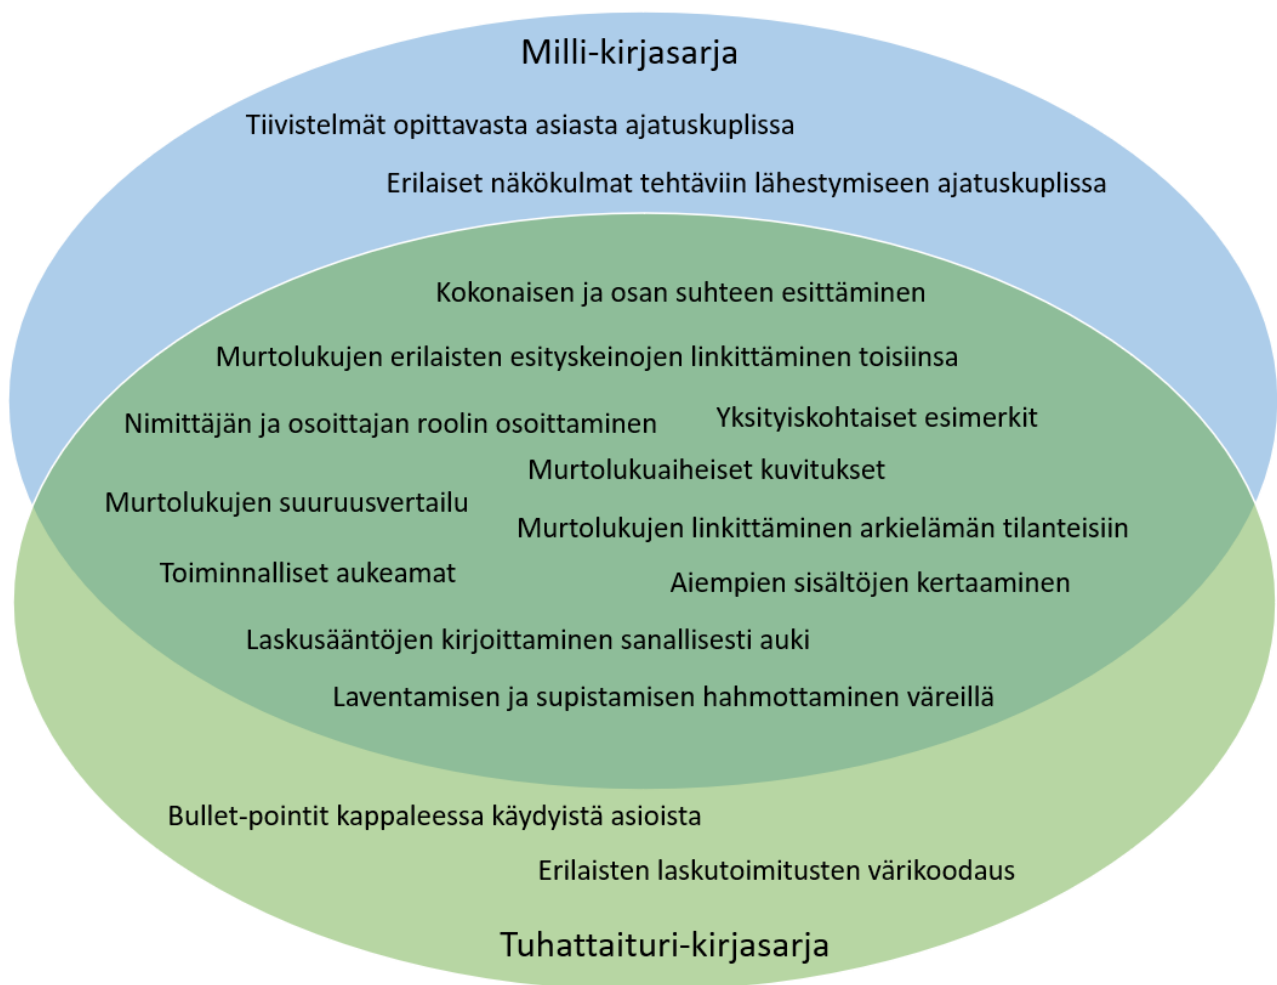 Milli-kirjasarja
Tiivistelmät opittavasta asiasta ajatuskuplissa
Erilaiset näkökulmat tehtäviin lähestymiseen ajatuskuplissa
Kokonaisen ja osan suhteen esittäminen
Murtolukujen erilaisten esityskeinojen linkittäminen toisiinsa
Nimittäjän ja osoittajan roolin osoittaminen
Yksityiskohtaiset esimerkit
Murtolukuaiheiset kuvitukset
Murtolukujen suuruusvertailu
Murtolukujen linkittäminen arkielämän tilanteisiin
Toiminnalliset aukeamat
Aiempien sisältöjen kertaaminen
Laskusääntöjen kirjoittaminen sanallisesti auki
Laventamisen ja supistamisen hahmottaminen väreillä
Bullet-pointit kappaleessa käydyistä asioista
Erilaisten laskutoimitusten värikoodaus
Tuhattaituri-kirjasarja